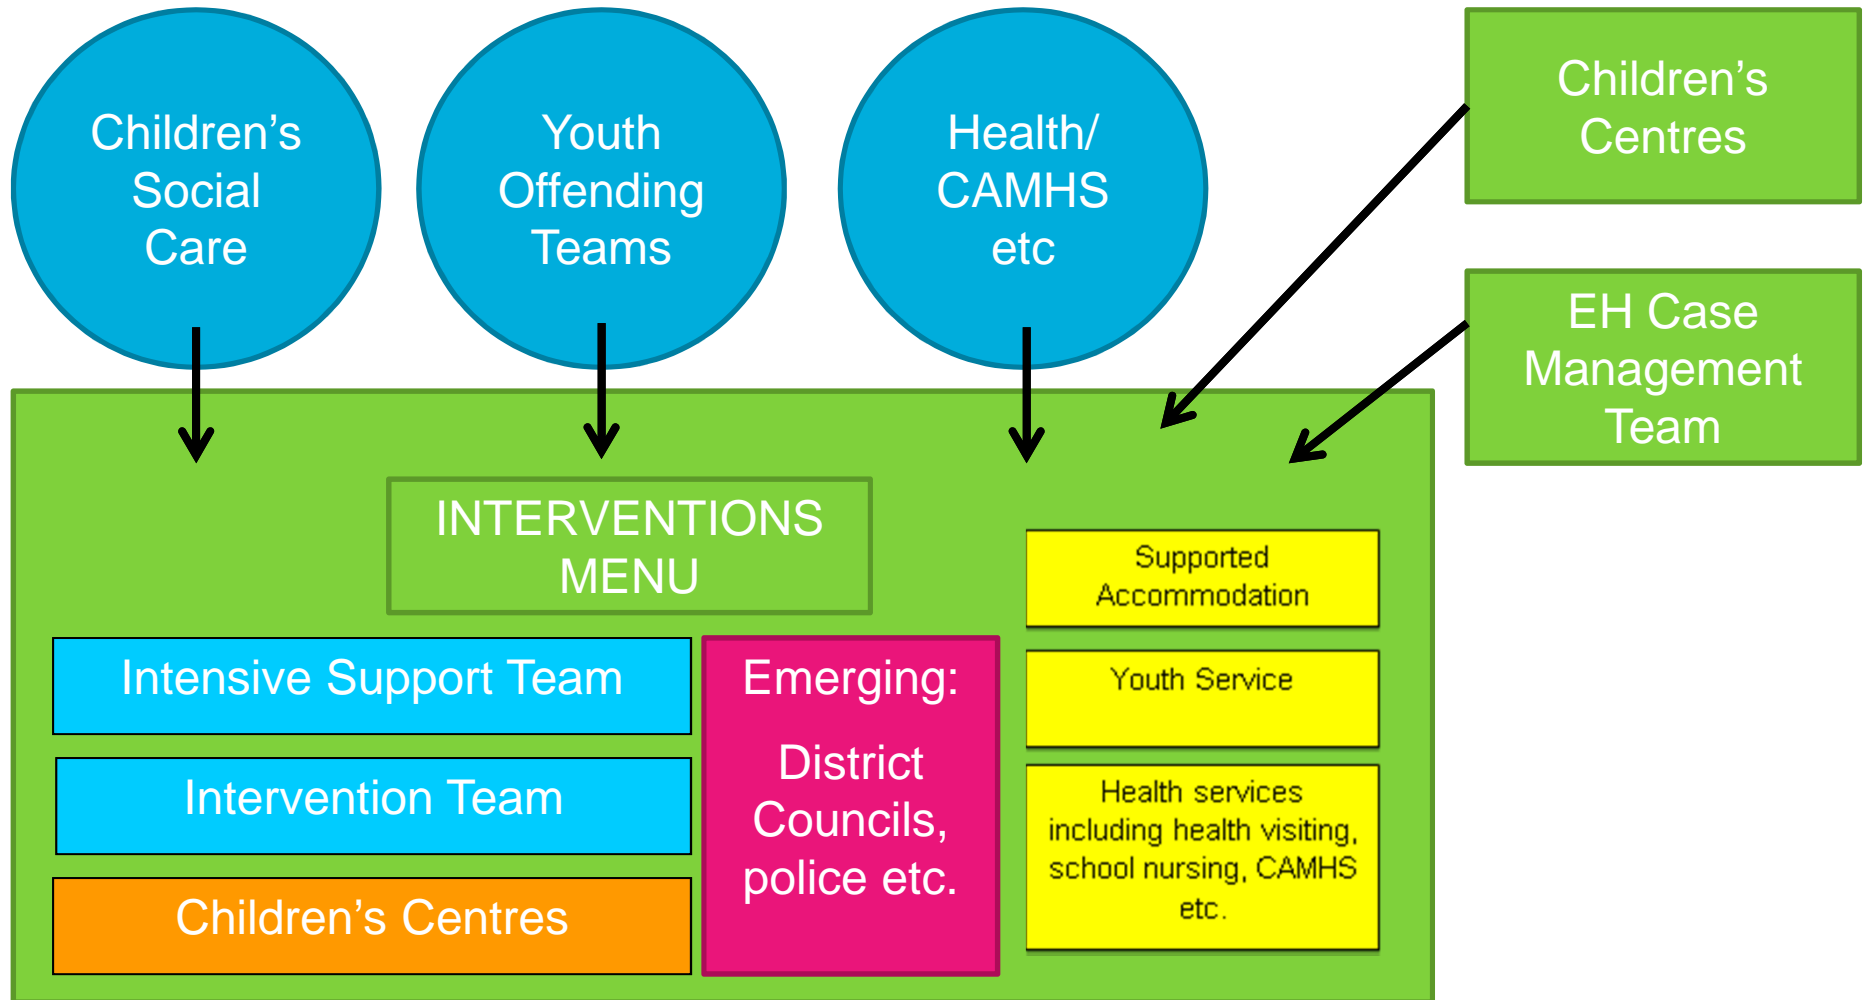 Children’s
Social
Care
Youth
Offending
Teams
Health/
CAMHS
etc
Children’s
Centres
EH Case
Management
Team
INTERVENTIONS
MENU
Intensive Support Team
Intervention Team
Children’s Centres
Emerging:
District
Councils,
police etc.
Supported
Accommodation
Youth Service
Health services
including health visiting,
school nursing, CAMHS
etc.